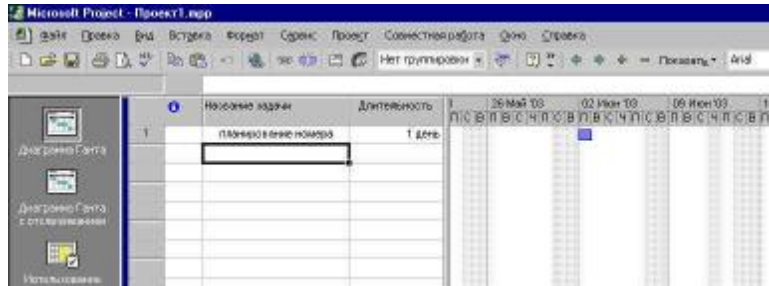 Microsoft Project - Проект1.mpp
Файл Правка Вид Вставка Формат Сервис Проект Совместная работа Окно Справка
Нет группировки Показать Arial
Название задачи Длительность 26 Май '03 02 Июн '03 09 Июн '03 1
П С В П В С Ч П С В П В С Ч П С В П В С Ч П С В П
1 планирование номера 1 день
Диаграмма Ганта
Диаграмма Ганта
с отслеживанием
Использование